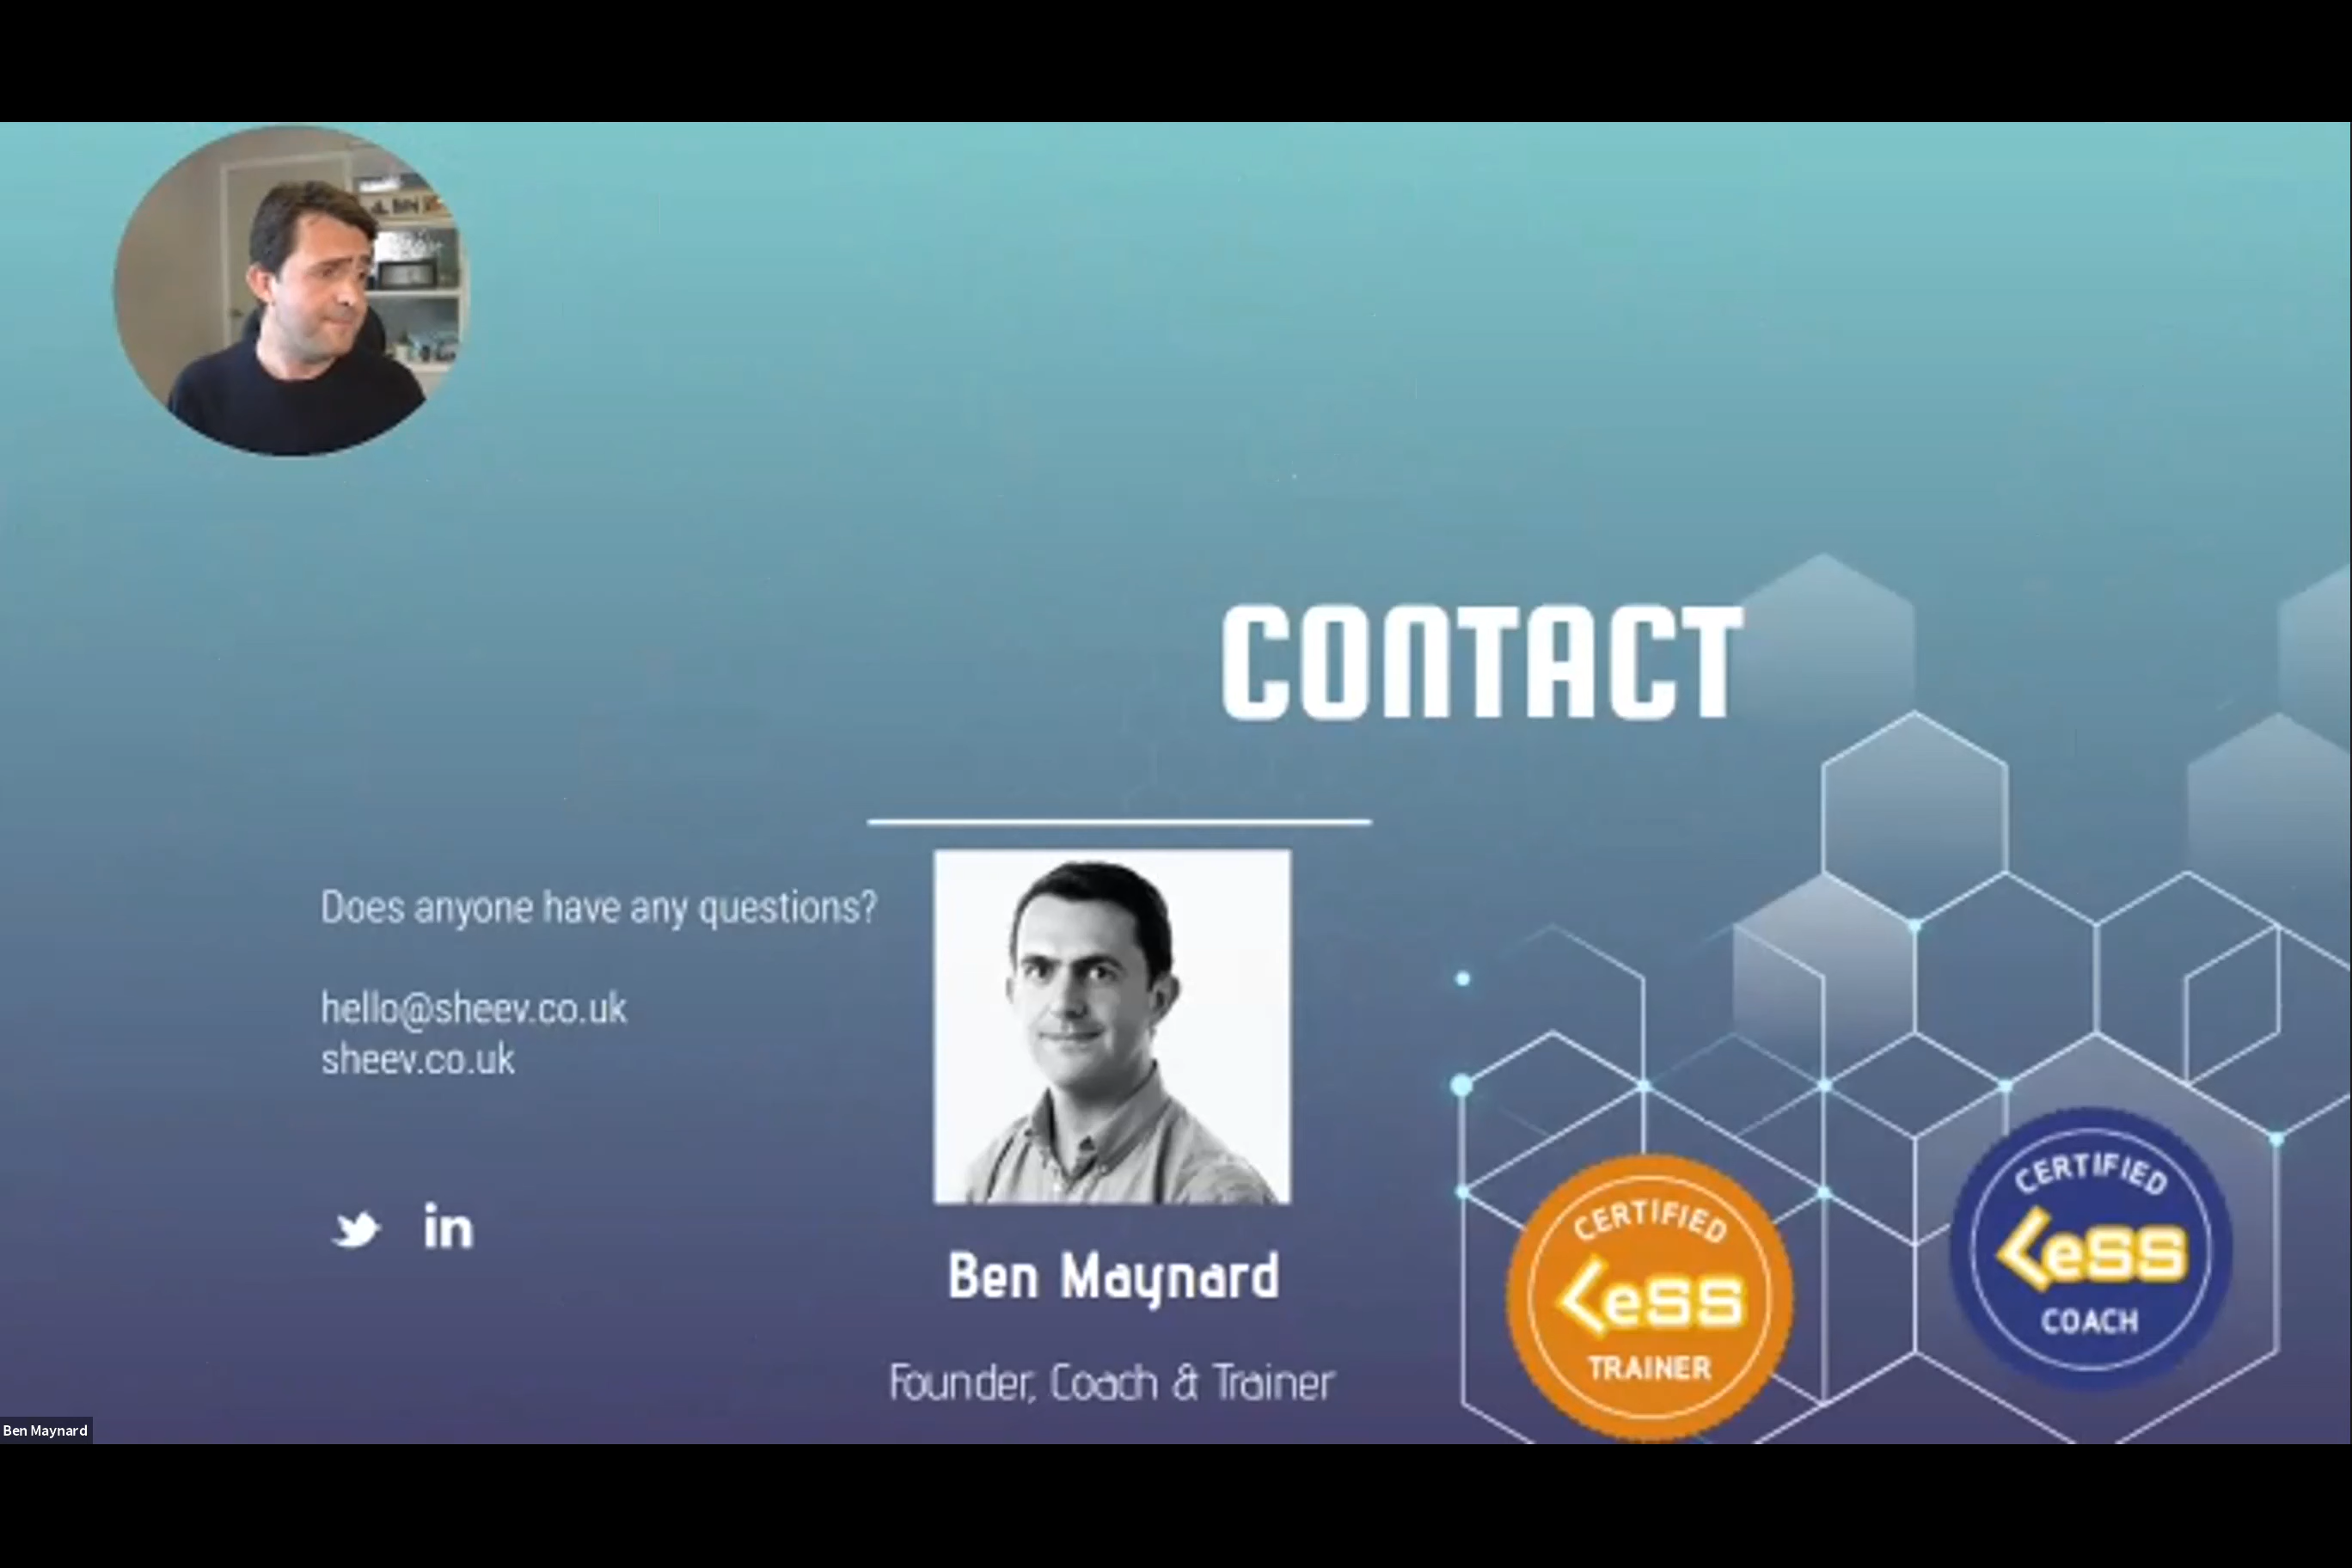 CONTACT
Does anyone have any questions?
hello@sheev.co.uk
sheev.co.uk
in
Ben Maynard
Founder, Coach & Trainer
CERTIFIED
LeSS
TRAINER
CERTIFIED
LeSS
COACH
Ben Maynard